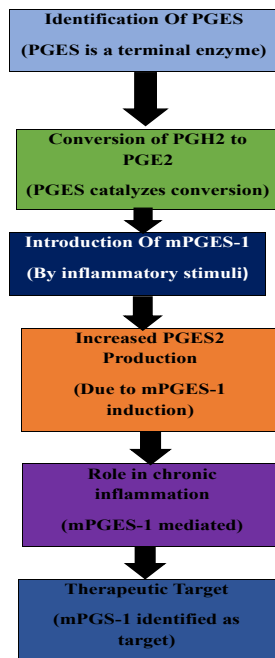 Identification Of PGES
(PGES is a terminal enzyme)
Conversion of PGH2 to
PGE2
(PGES catalyzes conversion)
Introduction Of mPGES-1
(By inflammatory stimuli)
Increased PGES2
Production
(Due to mPGES-1
induction)
Role in chronic
inflammation
(mPGES-1 mediated)
Therapeutic Target
(mPGS-1 identified as
target)